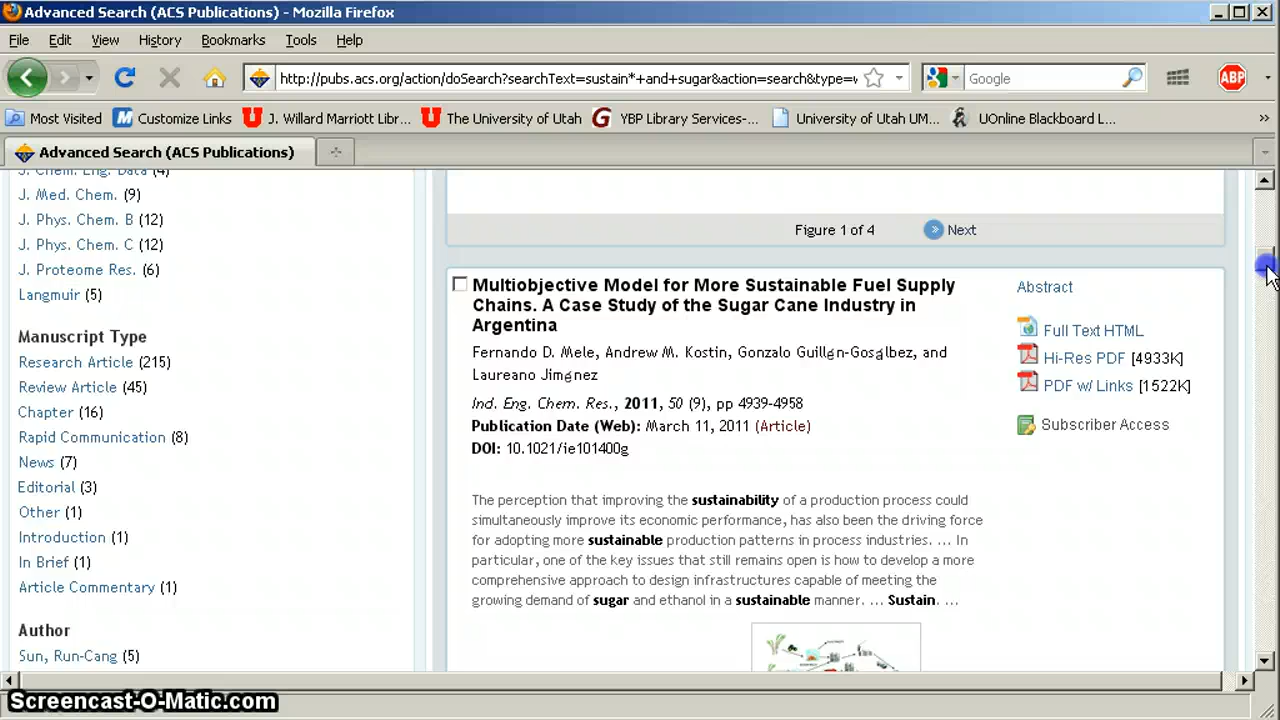 Advanced Search (ACS Publications) - Mozilla Firefox
File Edit View History Bookmarks Tools Help
http://pubs.acs.org/action/doSearch?searchText=sustain*+and+sugar&action=search&type=
Google
ABP
Most Visited Customize Links J. Willard Marriott Libr... The University of Utah YBP Library Services-... University of Utah UM... UOnline Blackboard L...
Advanced Search (ACS Publications)
J. Chem. Eng. Data (4)
J. Med. Chem. (9)
J. Phys. Chem. B (12)
J. Phys. Chem. C (12)
J. Proteome Res. (6)
Langmuir (5)
Manuscript Type
Research Article (215)
Review Article (45)
Chapter (16)
Rapid Communication (8)
News (7)
Editorial (3)
Other (1)
Introduction (1)
In Brief (1)
Article Commentary (1)
Author
Sun, Run-Cang (5)
Figure 1 of 4 Next
Multiobjective Model for More Sustainable Fuel Supply
Chains. A Case Study of the Sugar Cane Industry in
Argentina
Fernando D. Mele, Andrew M. Kostin, Gonzalo Guillén-Gosálbez, and
Laureano Jiménez
Ind. Eng. Chem. Res., 2011, 50 (9), pp 4939-4958
Publication Date (Web): March 11, 2011 (Article)
DOI: 10.1021/ie101400g
The perception that improving the sustainability of a production process could
simultaneously improve its economic performance, has also been the driving force
for adopting more sustainable production patterns in process industries. ... In
particular, one of the key issues that still remains open is how to develop a more
comprehensive approach to design infrastructures capable of meeting the
growing demand of sugar and ethanol in a sustainable manner. ... Sustain. ...
Abstract
Full Text HTML
Hi-Res PDF [4933K]
PDF w/ Links [1522K]
Subscriber Access
Screencast-O-Matic.com